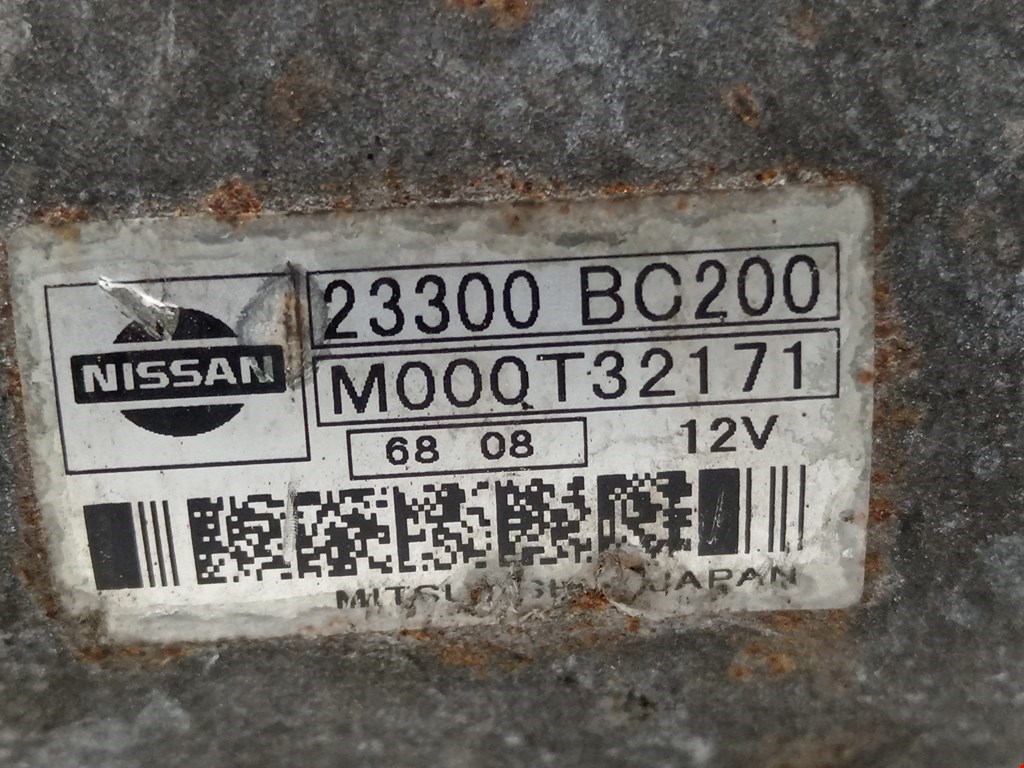 NISSAN
23300 BC200
M000T32171
68 08
12V
JAPAN